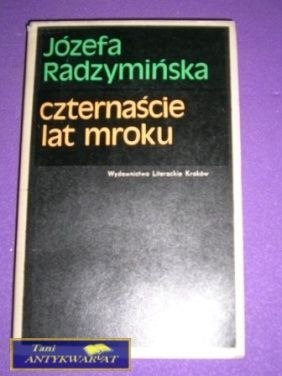 Józefa
Radzymińska
czternaście
lat mroku
Wydawnictwo Literackie Kraków
Tani
ANTYKWARIAT